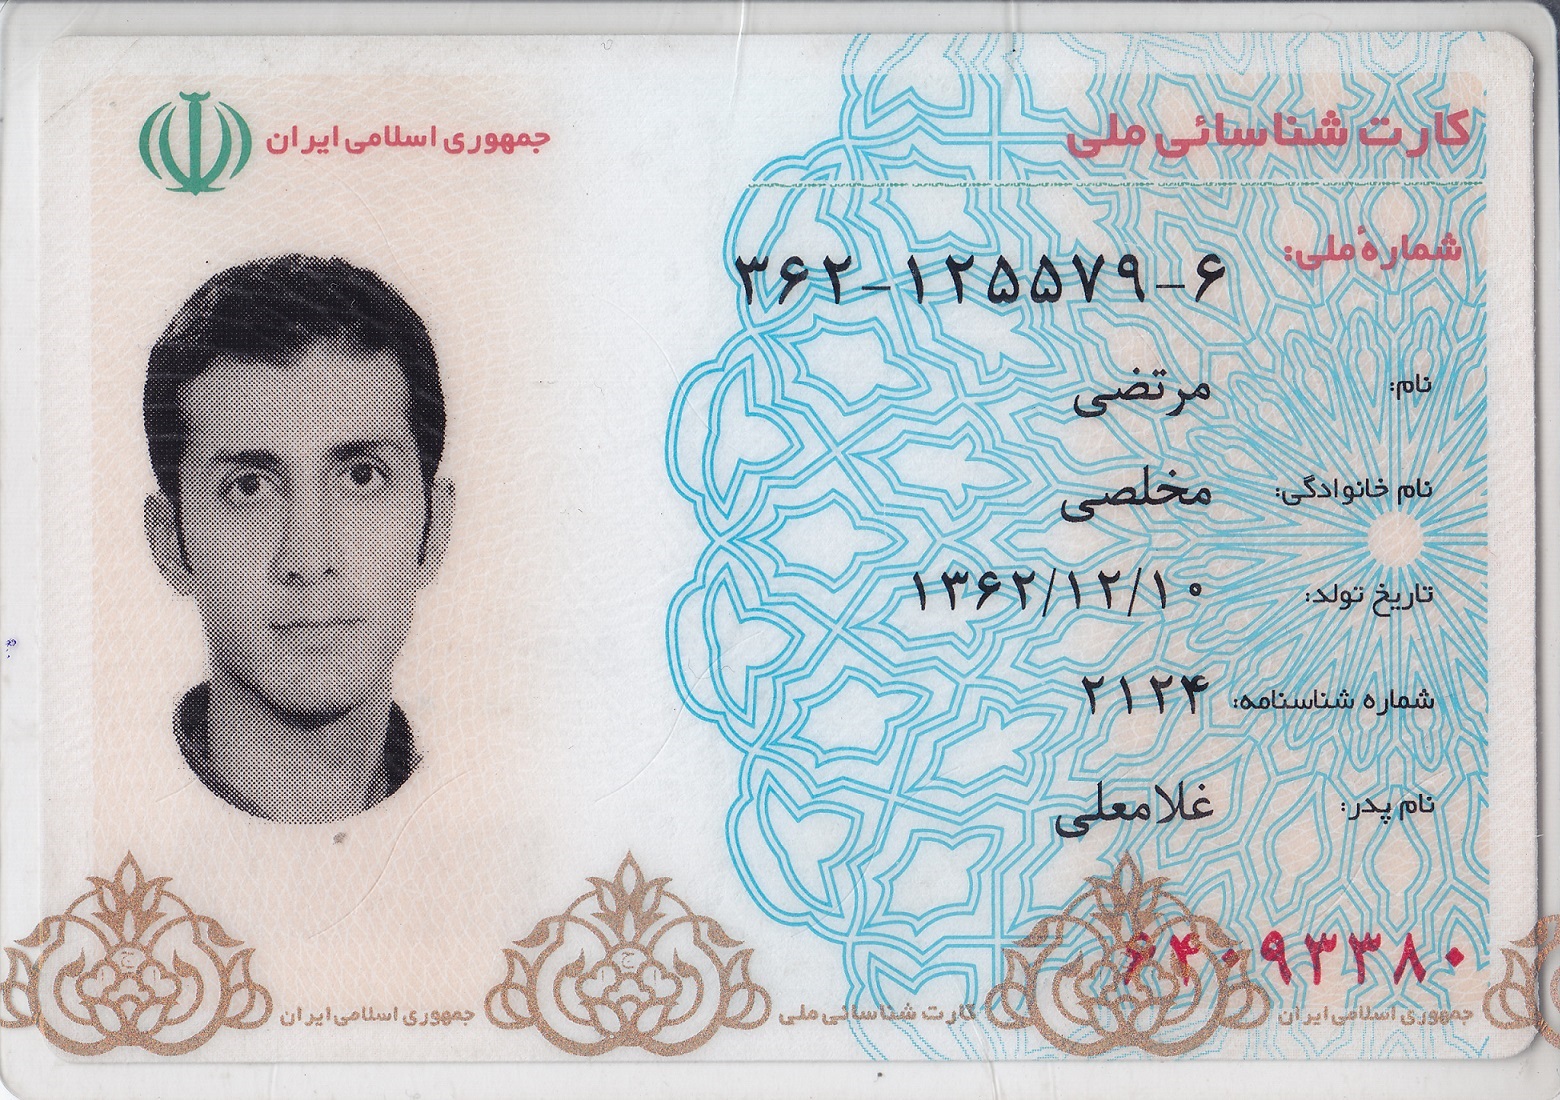 جمهوری اسلامی ایران
کارت شناسائی ملی
شمارهٔ ملی: ۳۶۲-۱۲۵۵۷۹-۶
نام: مرتضی
نام خانوادگی: مخلصی
تاریخ تولد: ۱۳۶۲/۱۲/۱۰
شماره شناسنامه: ۲۱۲۴
نام پدر: غلامعلی
۶۴۰۹۳۳۸۰
جمهوری اسلامی ایران کارت شناسائی ملی جمهوری اسلامی ایران